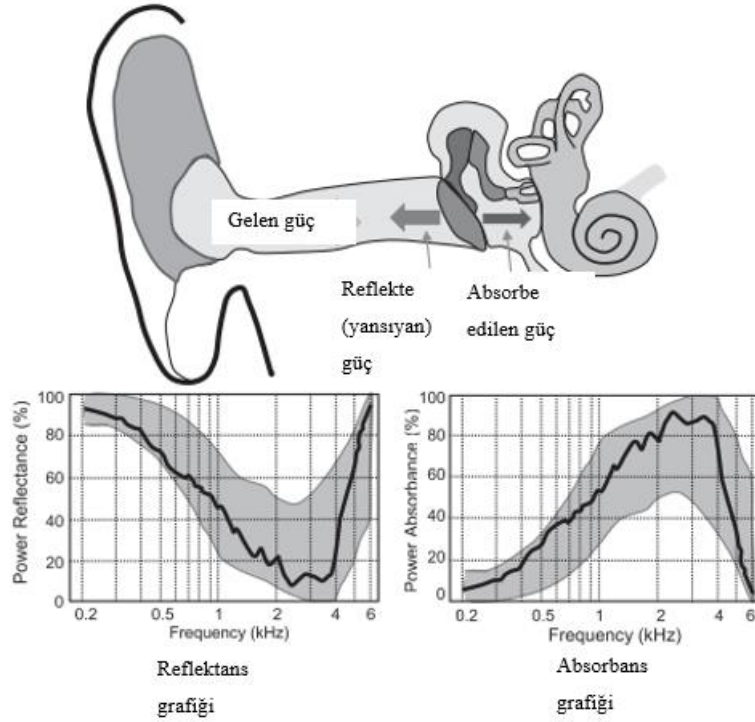 Gelen güç
Reflekte
(yansıyan)
güç
Absorbe
edilen güç
Power Reflectance (%)
100
80
60
40
20
0
0.2
0.5
1
2
4
6
Frequency (kHz)
Reflektans
grafiği
Power Absorbance (%)
100
80
60
40
20
0
0.2
0.5
1
2
4
6
Frequency (kHz)
Absorbans
grafiği